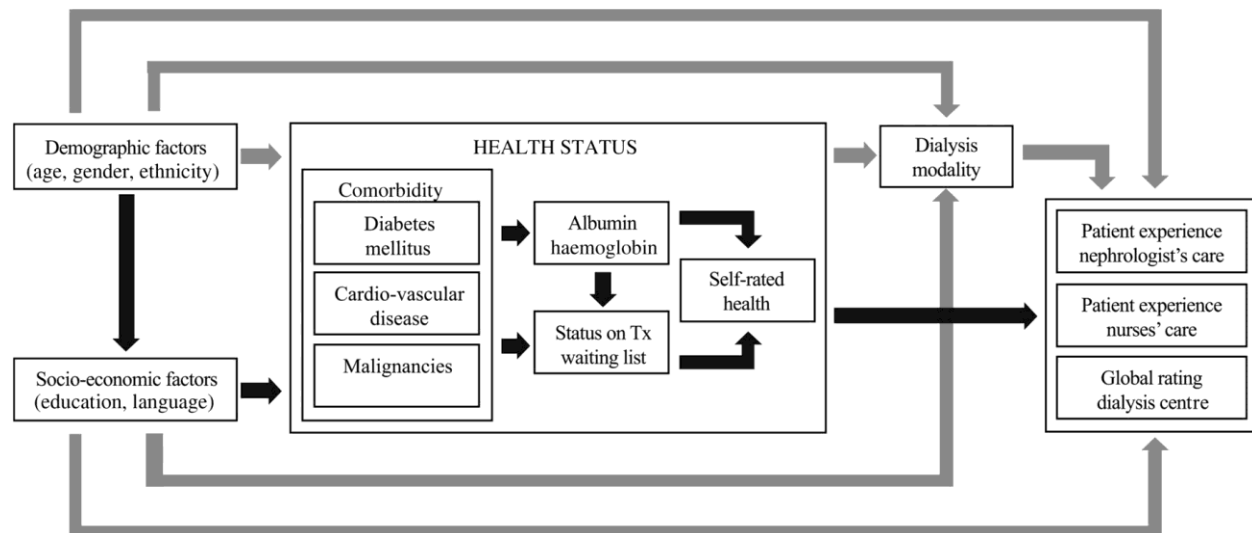 Demographic factors
(age, gender, ethnicity)
Socio-economic factors
(education, language)
HEALTH STATUS
Comorbidity
Diabetes
mellitus
Cardio-vascular
disease
Malignancies
Albumin
haemoglobin
Status on Tx
waiting list
Self-rated
health
Dialysis
modality
Patient experience
nephrologist's care
Patient experience
nurses' care
Global rating
dialysis centre